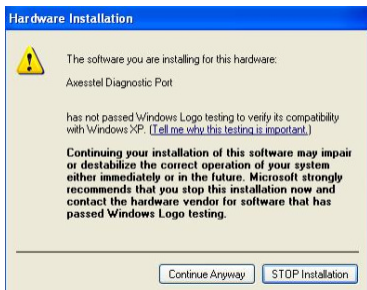 Hardware Installation
The software you are installing for this hardware:
Axesstel Diagnostic Port
has not passed Windows Logo testing to verify its compatibility
with Windows XP. (Tell me why this testing is important.)
Continuing your installation of this software may impair
or destabilize the correct operation of your system
either immediately or in the future. Microsoft strongly
recommends that you stop this installation now and
contact the hardware vendor for software that has
passed Windows Logo testing.
Continue Anyway STOP Installation